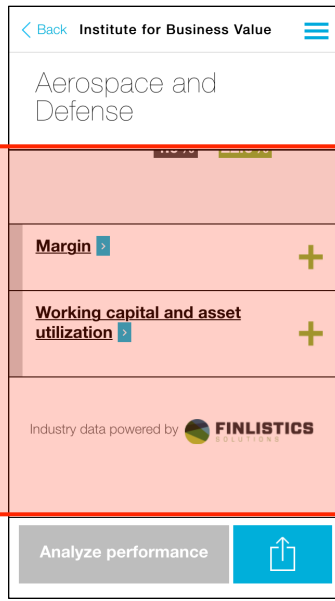 Back Institute for Business Value
Aerospace and
Defense
Margin
Working capital and asset
utilization
Industry data powered by FINLISTICS
SOLUTIONS
Analyze performance